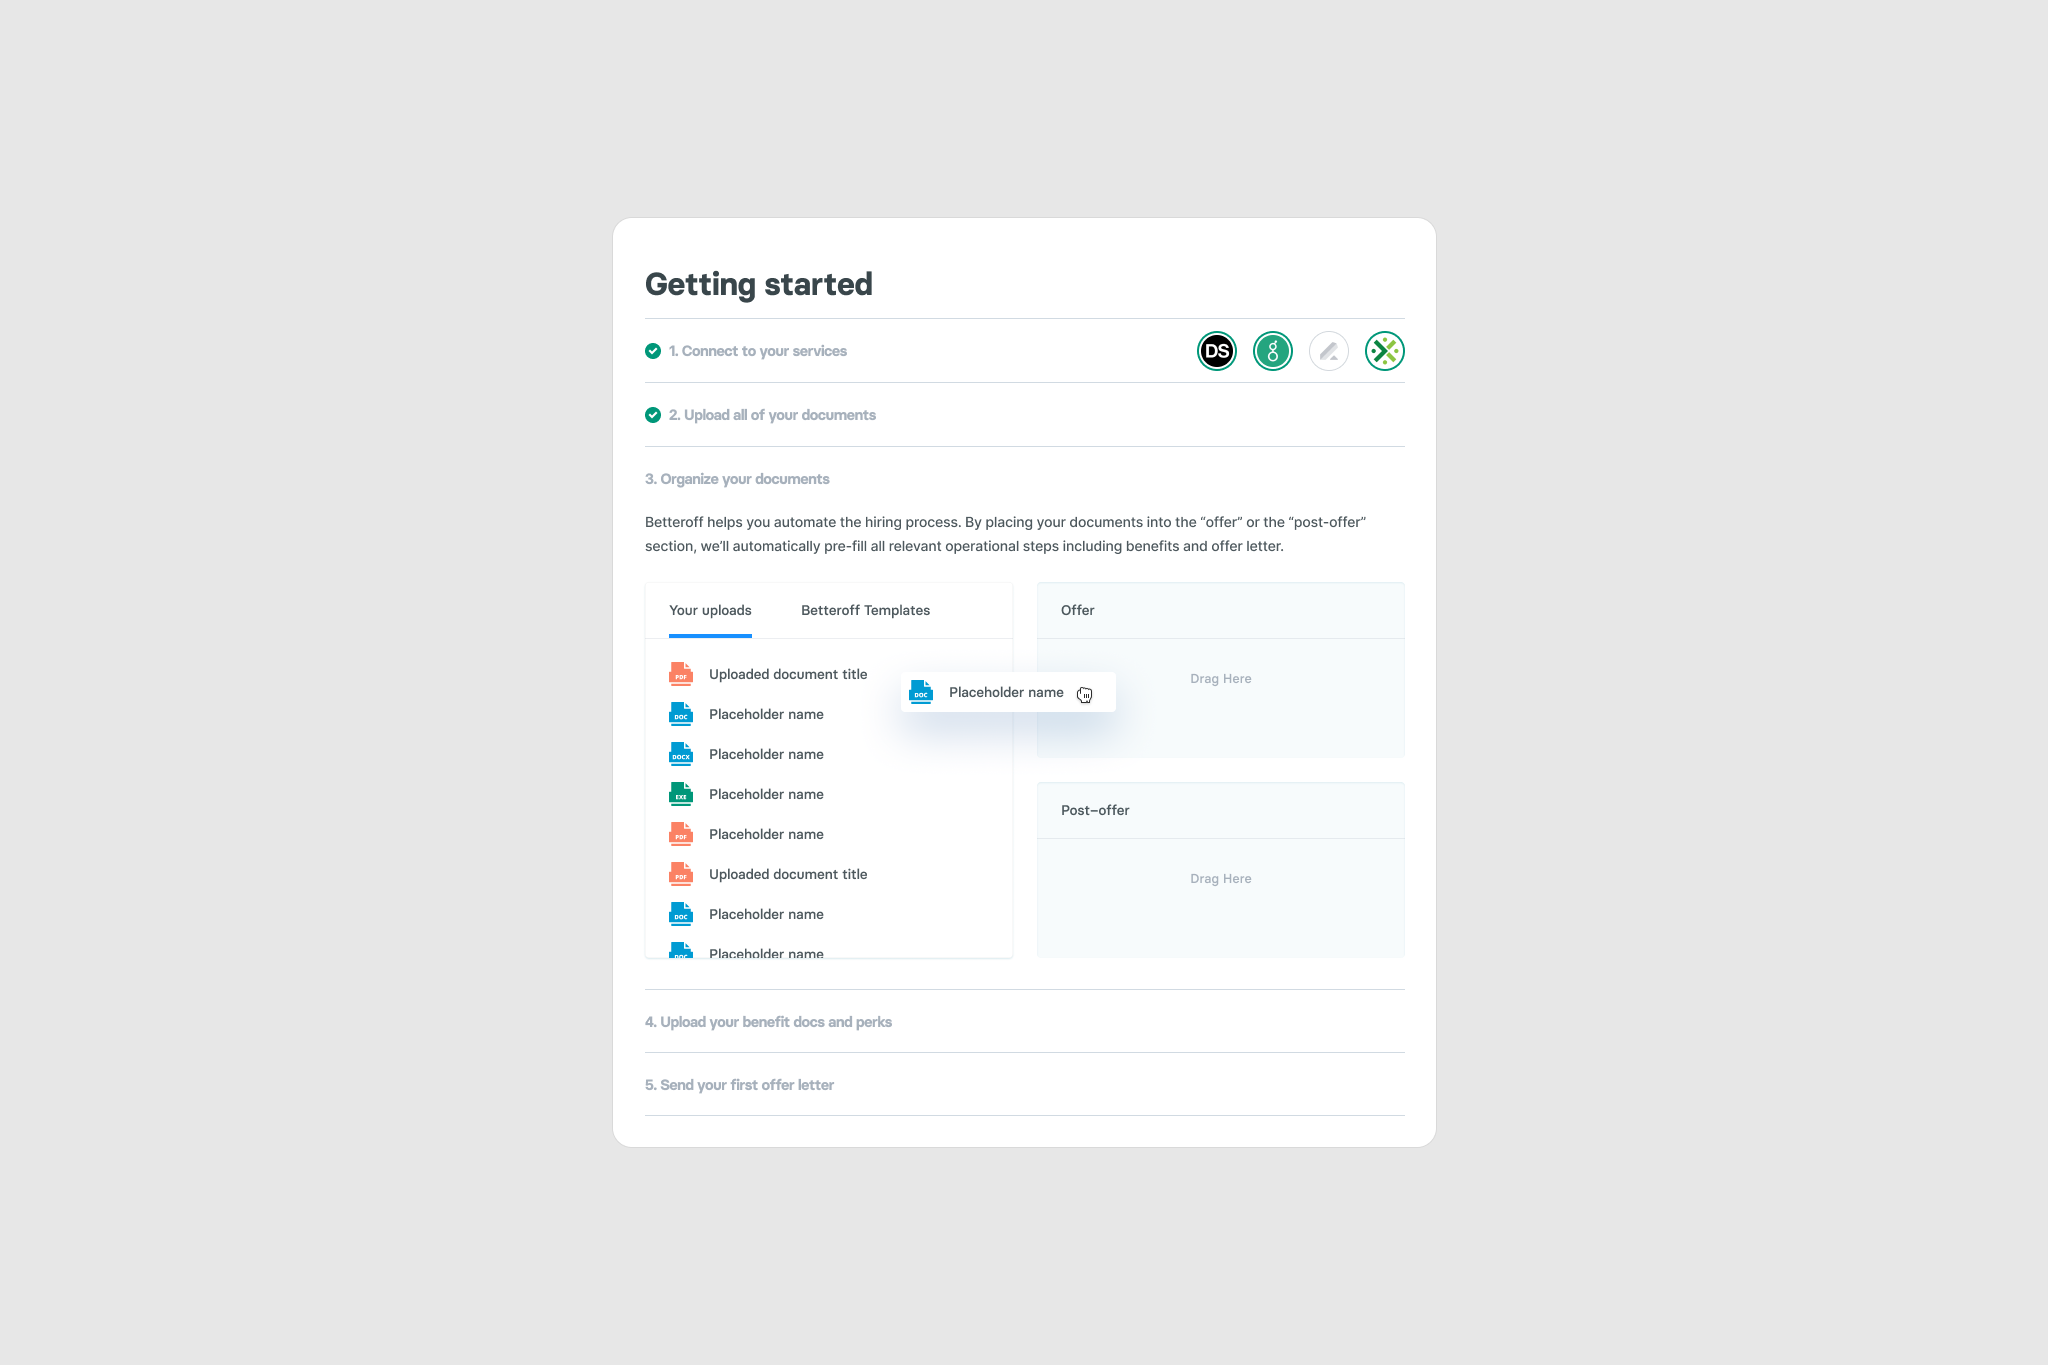 Getting started
1. Connect to your services
DS
2. Upload all of your documents
3. Organize your documents
Betteroff helps you automate the hiring process. By placing your documents into the “offer” or the “post-offer”
section, we’ll automatically pre-fill all relevant operational steps including benefits and offer letter.
Your uploads
Betteroff Templates
PDF Uploaded document title
DOC Placeholder name
DOCX Placeholder name
EXE Placeholder name
PDF Placeholder name
PDF Uploaded document title
DOC Placeholder name
DOC Placeholder name
DOC Placeholder name
Offer
Drag Here
Post–offer
Drag Here
4. Upload your benefit docs and perks
5. Send your first offer letter